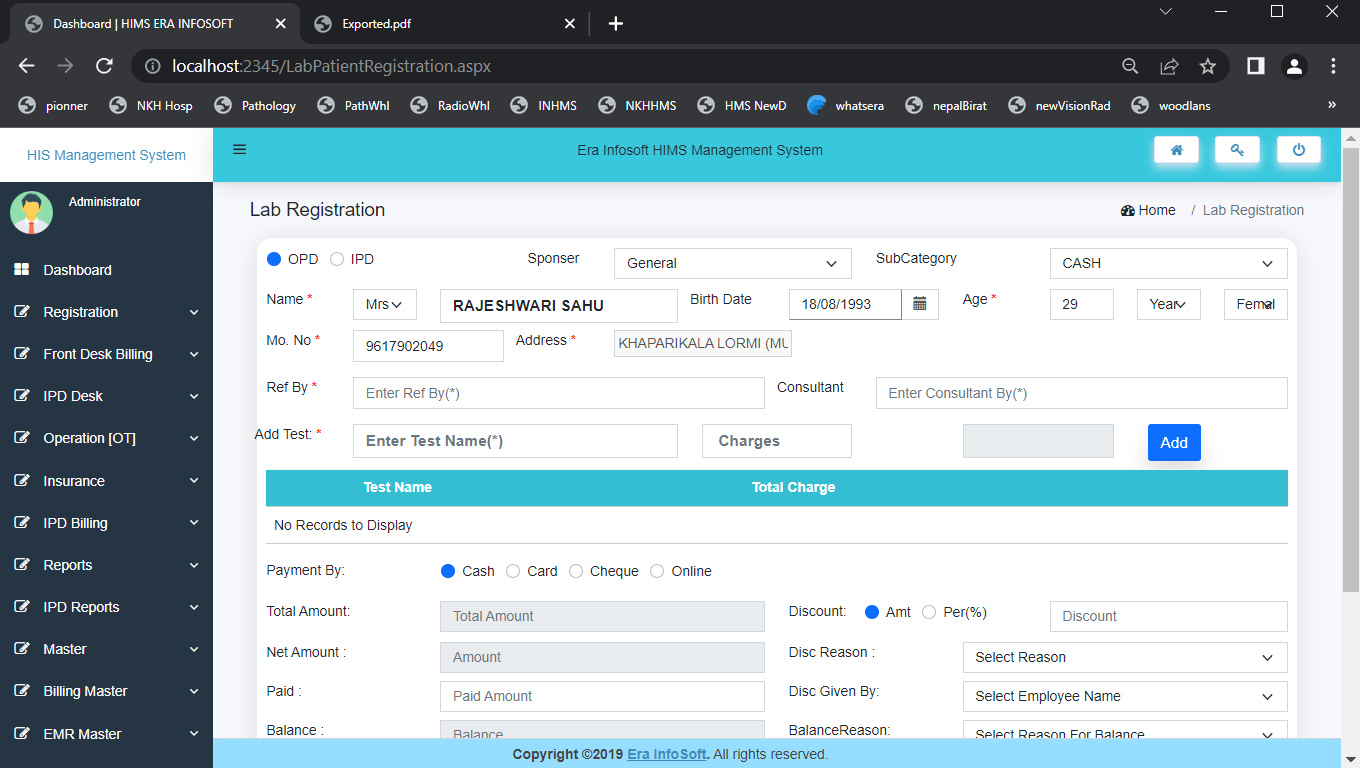 Dashboard | HIMS ERA INFOSOFT
Exported.pdf
localhost:2345/LabPatientRegistration.aspx
pionner NKH Hosp Pathology PathWhl RadioWhl INHMS NKHHMS HMS NewD whatsera nepalBirat newVisionRad woodlans »
HIS Management System
Era Infosoft HIMS Management System
Administrator
Dashboard
Registration
Front Desk Billing
IPD Desk
Operation [OT]
Insurance
IPD Billing
Reports
IPD Reports
Master
Billing Master
EMR Master
Lab Registration
Home / Lab Registration
OPD IPD Sponser General SubCategory CASH
Name * Mrs RAJESHWARI SAHU Birth Date 18/08/1993 Age * 29 Year Femal
Mo. No * 9617902049 Address * KHAPARIKALA LORMI (MU
Ref By * Enter Ref By(*) Consultant Enter Consultant By(*)
Add Test: * Enter Test Name(*) Charges Add
Test Name Total Charge
No Records to Display
Payment By: Cash Card Cheque Online
Total Amount: Total Amount Discount: Amt Per(%) Discount
Net Amount : Amount Disc Reason : Select Reason
Paid : Paid Amount Disc Given By: Select Employee Name
Balance : Balance BalanceReason: Select Reason For Balance
Copyright ©2019 Era InfoSoft. All rights reserved.